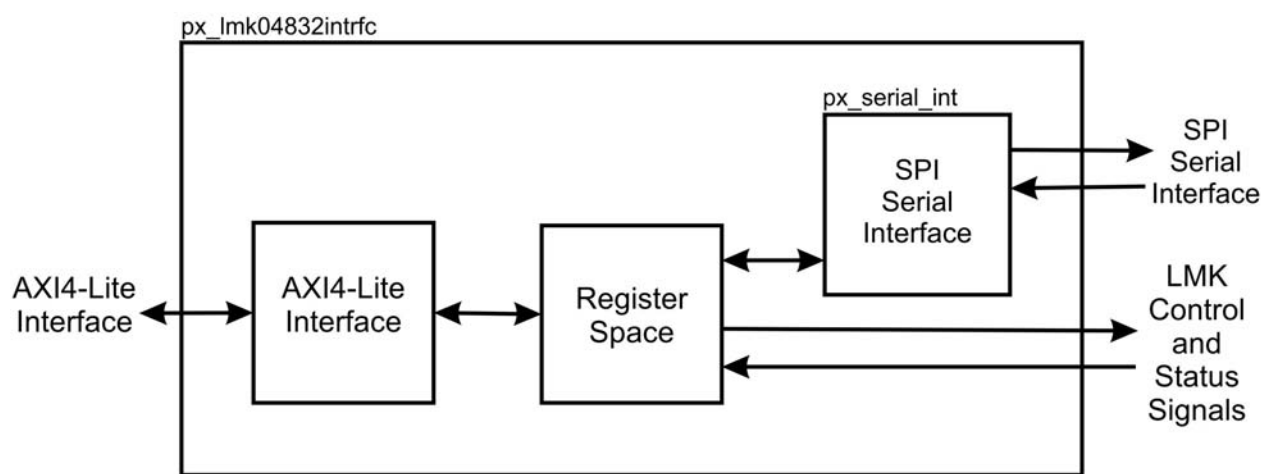 px_lmk04832intrfc
px_serial_int
SPI
Serial
Interface
SPI
Serial
Interface
AXI4-Lite
Interface
AXI4-Lite
Interface
Register
Space
LMK
Control
and
Status
Signals